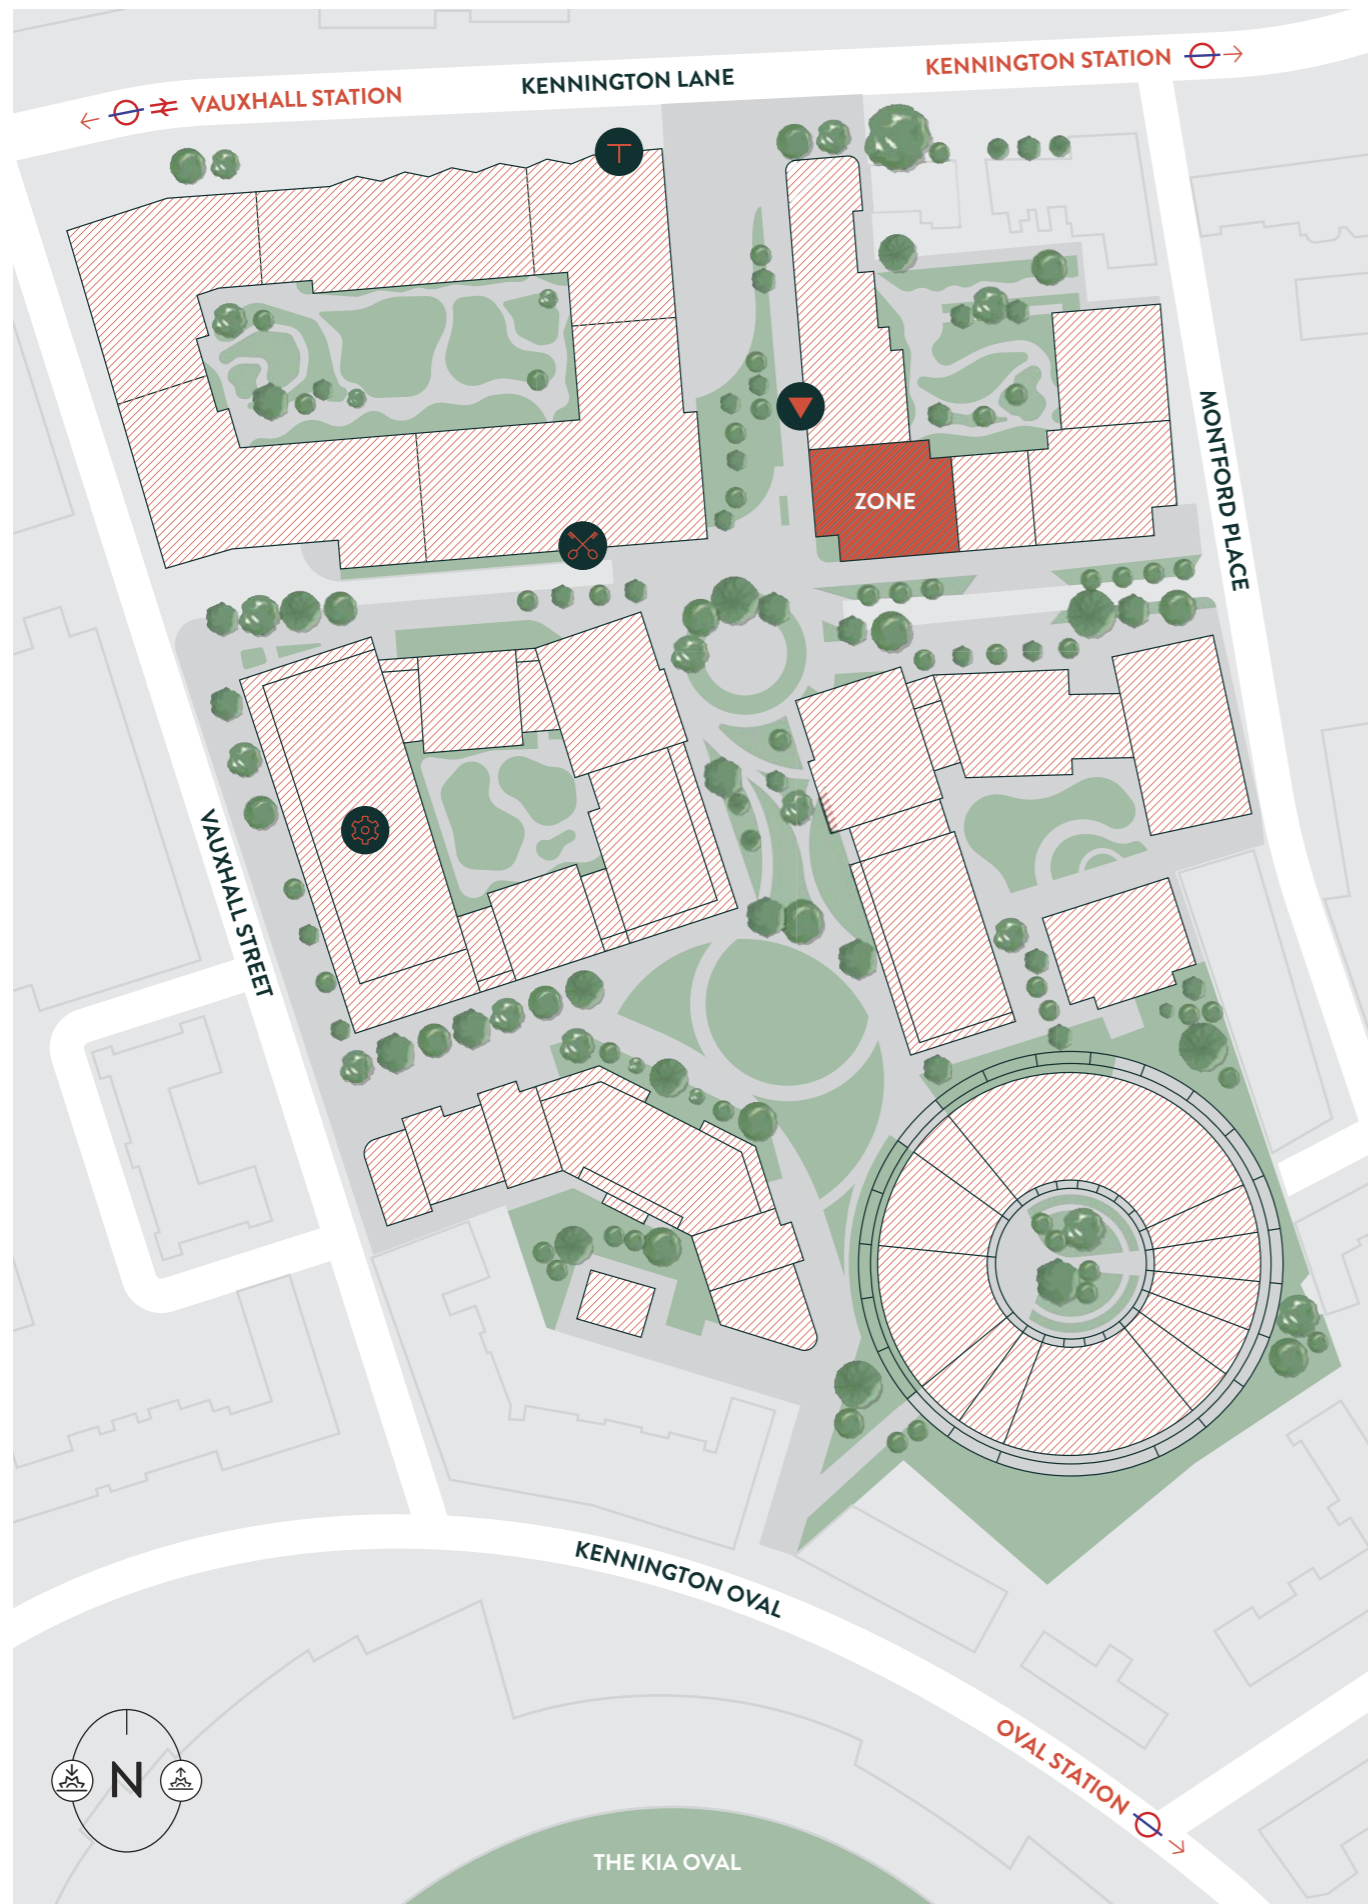 KENNINGTON STATION
KENNINGTON LANE
VAUXHALL STATION
MONTFORD PLACE
ZONE
VAUXHALL STREET
KENNINGTON OVAL
OVAL STATION
N
THE KIA OVAL